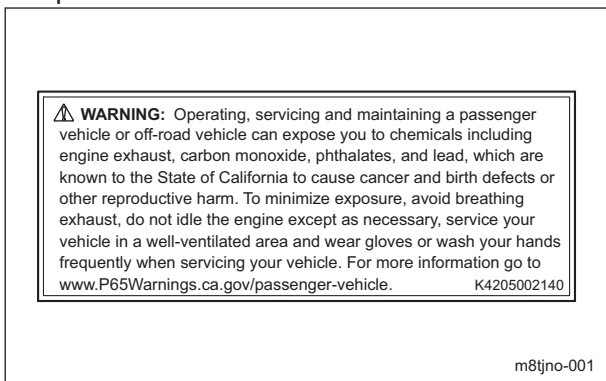 ⚠ WARNING: Operating, servicing and maintaining a passenger
vehicle or off-road vehicle can expose you to chemicals including
engine exhaust, carbon monoxide, phthalates, and lead, which are
known to the State of California to cause cancer and birth defects or
other reproductive harm. To minimize exposure, avoid breathing
exhaust, do not idle the engine except as necessary, service your
vehicle in a well-ventilated area and wear gloves or wash your hands
frequently when servicing your vehicle. For more information go to
www.P65Warnings.ca.gov/passenger-vehicle. K4205002140
m8tjno-001